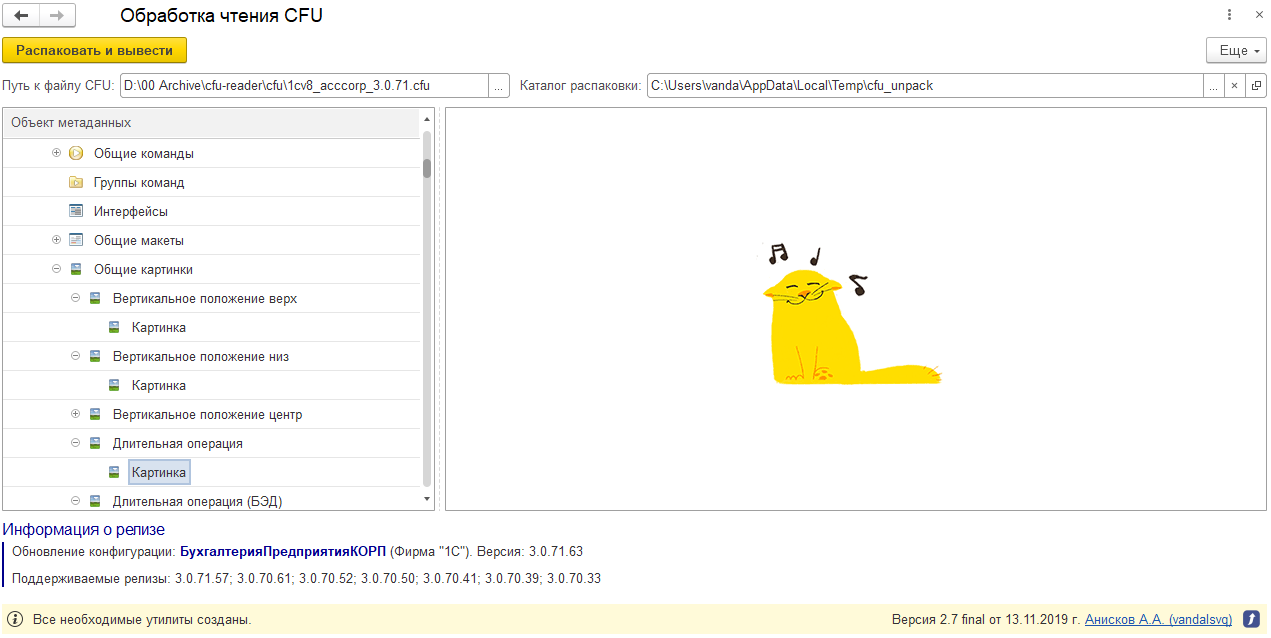 Обработка чтения CFU
Распаковать и вывести
Еще
Путь к файлу CFU: D:\00 Archive\cfu-reader\cfu\1cv8_acccorp_3.0.71.cfu ... Каталог распаковки: C:\Users\vanda\AppData\Local\Temp\cfu_unpack ... ×
Объект метаданных
Общие команды
Группы команд
Интерфейсы
Общие макеты
Общие картинки
Вертикальное положение верх
Картинка
Вертикальное положение низ
Картинка
Вертикальное положение центр
Длительная операция
Картинка
Длительная операция (БЭД)
Информация о релизе
Обновление конфигурации: БухгалтерияПредприятияКОРП (Фирма "1С"). Версия: 3.0.71.63
Поддерживаемые релизы: 3.0.71.57; 3.0.70.61; 3.0.70.52; 3.0.70.50; 3.0.70.41; 3.0.70.39; 3.0.70.33
Все необходимые утилиты созданы.
Версия 2.7 final от 13.11.2019 г. Анисков А.А. (vandalsvq)